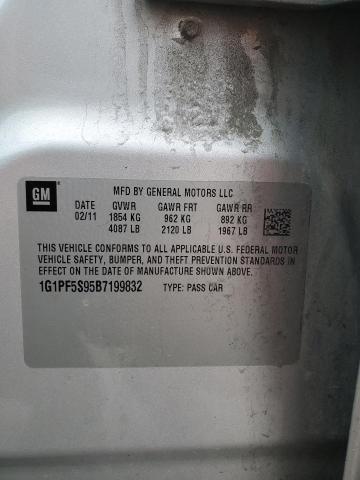 GM
MFD BY GENERAL MOTORS LLC
DATE GVWR GAWR FRT GAWR RR
02/11 1854 KG 962 KG 892 KG
4087 LB 2120 LB 1967 LB
THIS VEHICLE CONFORMS TO ALL APPLICABLE U.S. FEDERAL MOTOR
VEHICLE SAFETY, BUMPER, AND THEFT PREVENTION STANDARDS IN
EFFECT ON THE DATE OF MANUFACTURE SHOWN ABOVE.
1G1PF5S95B7199832 TYPE: PASS CAR